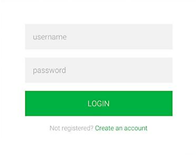 username
password
LOGIN
Not registered? Create an account